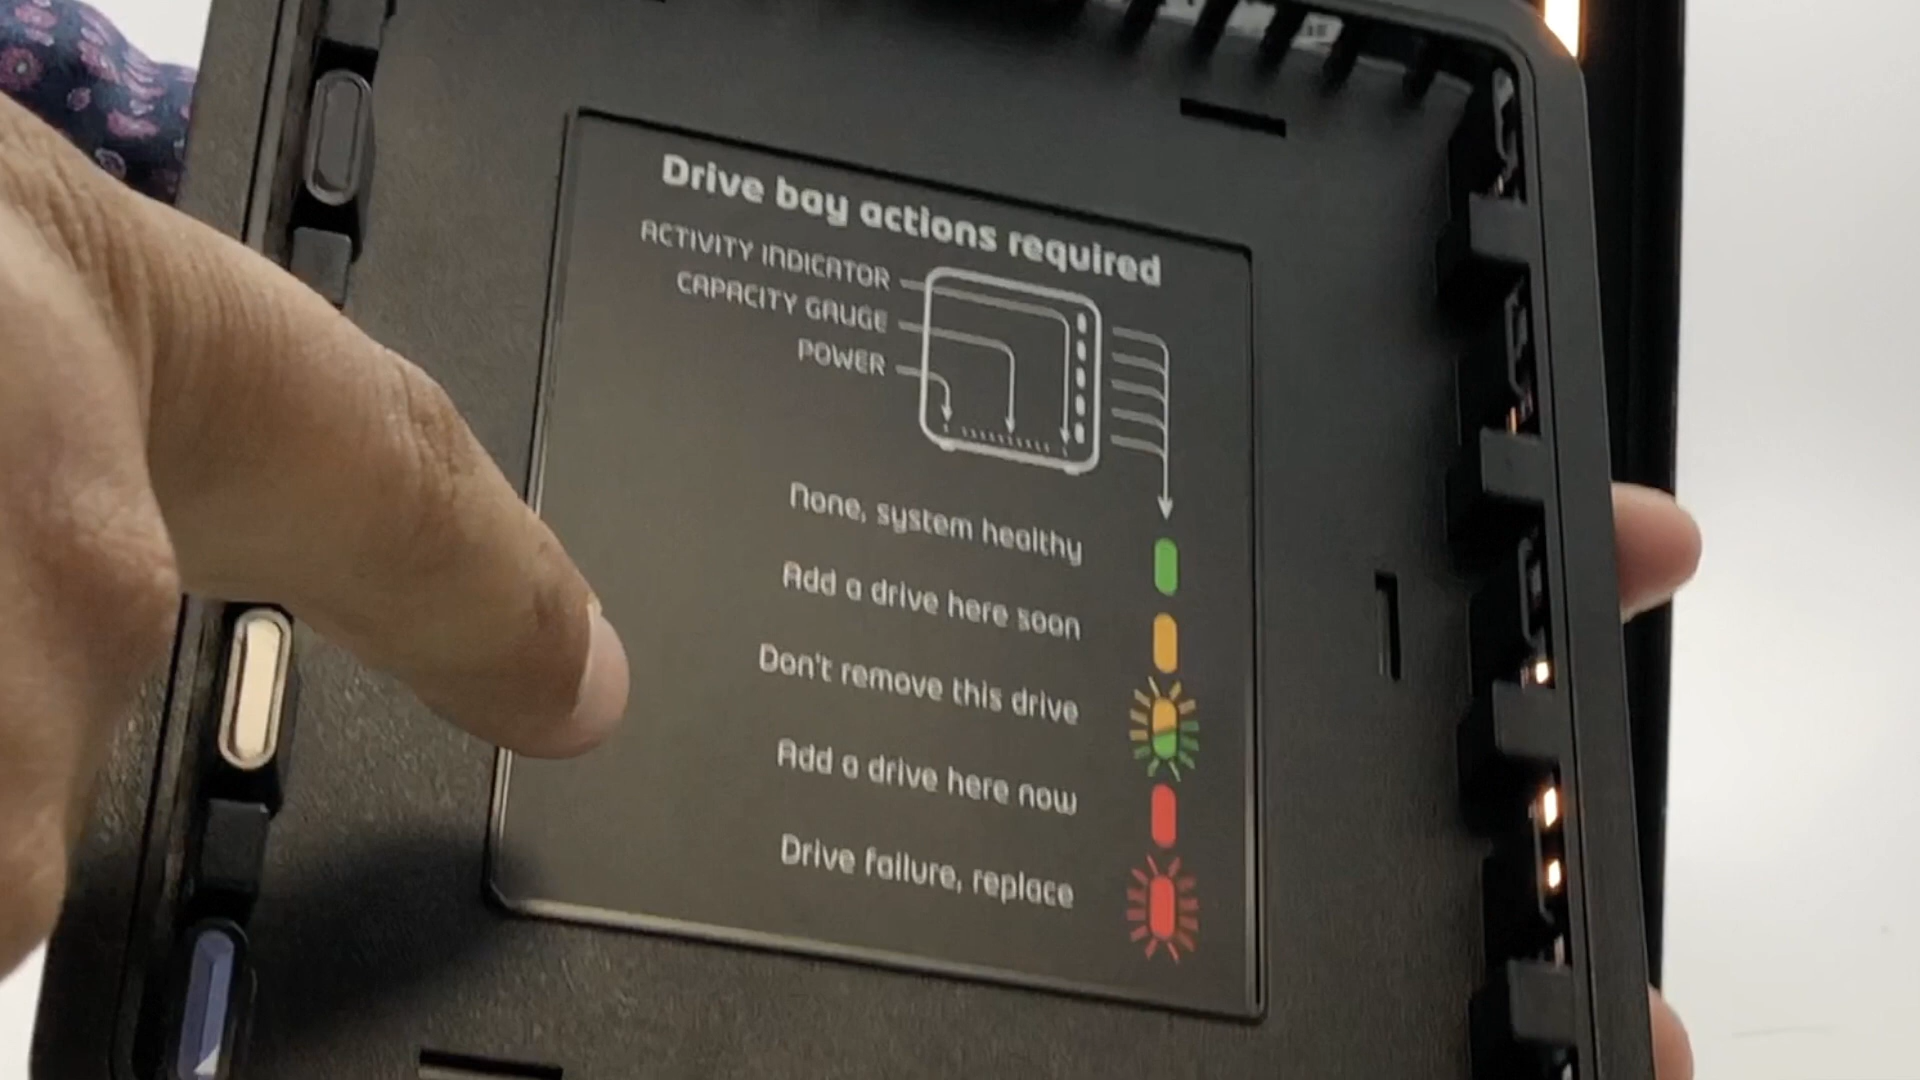 Drive bay actions required
ACTIVITY INDICATOR
CAPACITY GAUGE
POWER
None, system healthy
Add a drive here soon
Don't remove this drive
Add a drive here now
Drive failure, replace